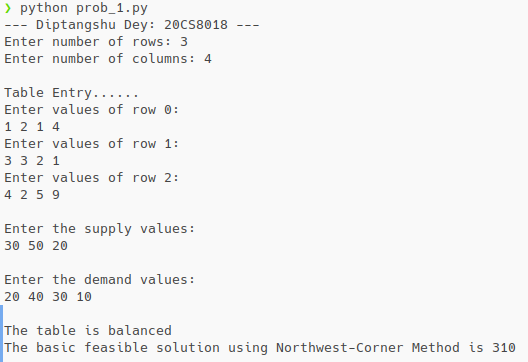 ❯ python prob_1.py
--- Diptangshu Dey: 20CS8018 ---
Enter number of rows: 3
Enter number of columns: 4
Table Entry......
Enter values of row 0:
1 2 1 4
Enter values of row 1:
3 3 2 1
Enter values of row 2:
4 2 5 9
Enter the supply values:
30 50 20
Enter the demand values:
20 40 30 10
The table is balanced
The basic feasible solution using Northwest-Corner Method is 310